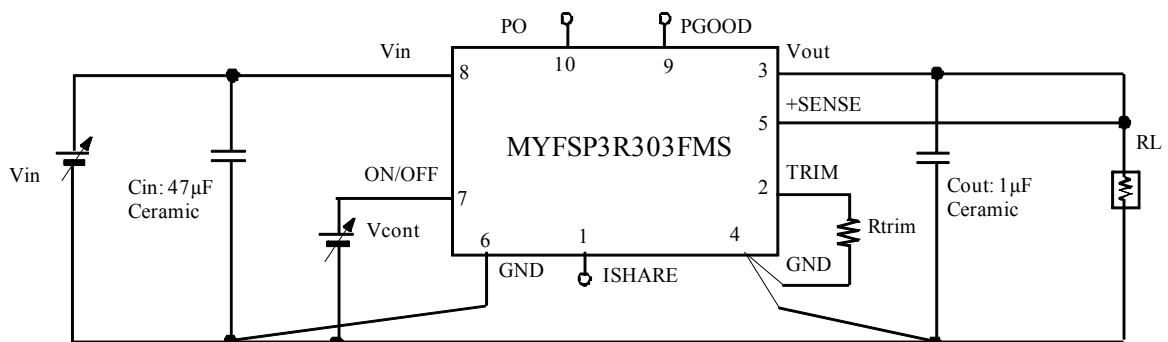 PO
PGOOD
Vin
Vout
8
10
9
3
+SENSE
5
MYFSP3R303FMS
RL
Vin
ON/OFF
TRIM
Cin: 47µF
Ceramic
7
2
Cout: 1µF
Ceramic
Vcont
Rtrim
6
1
4
GND
ISHARE
GND